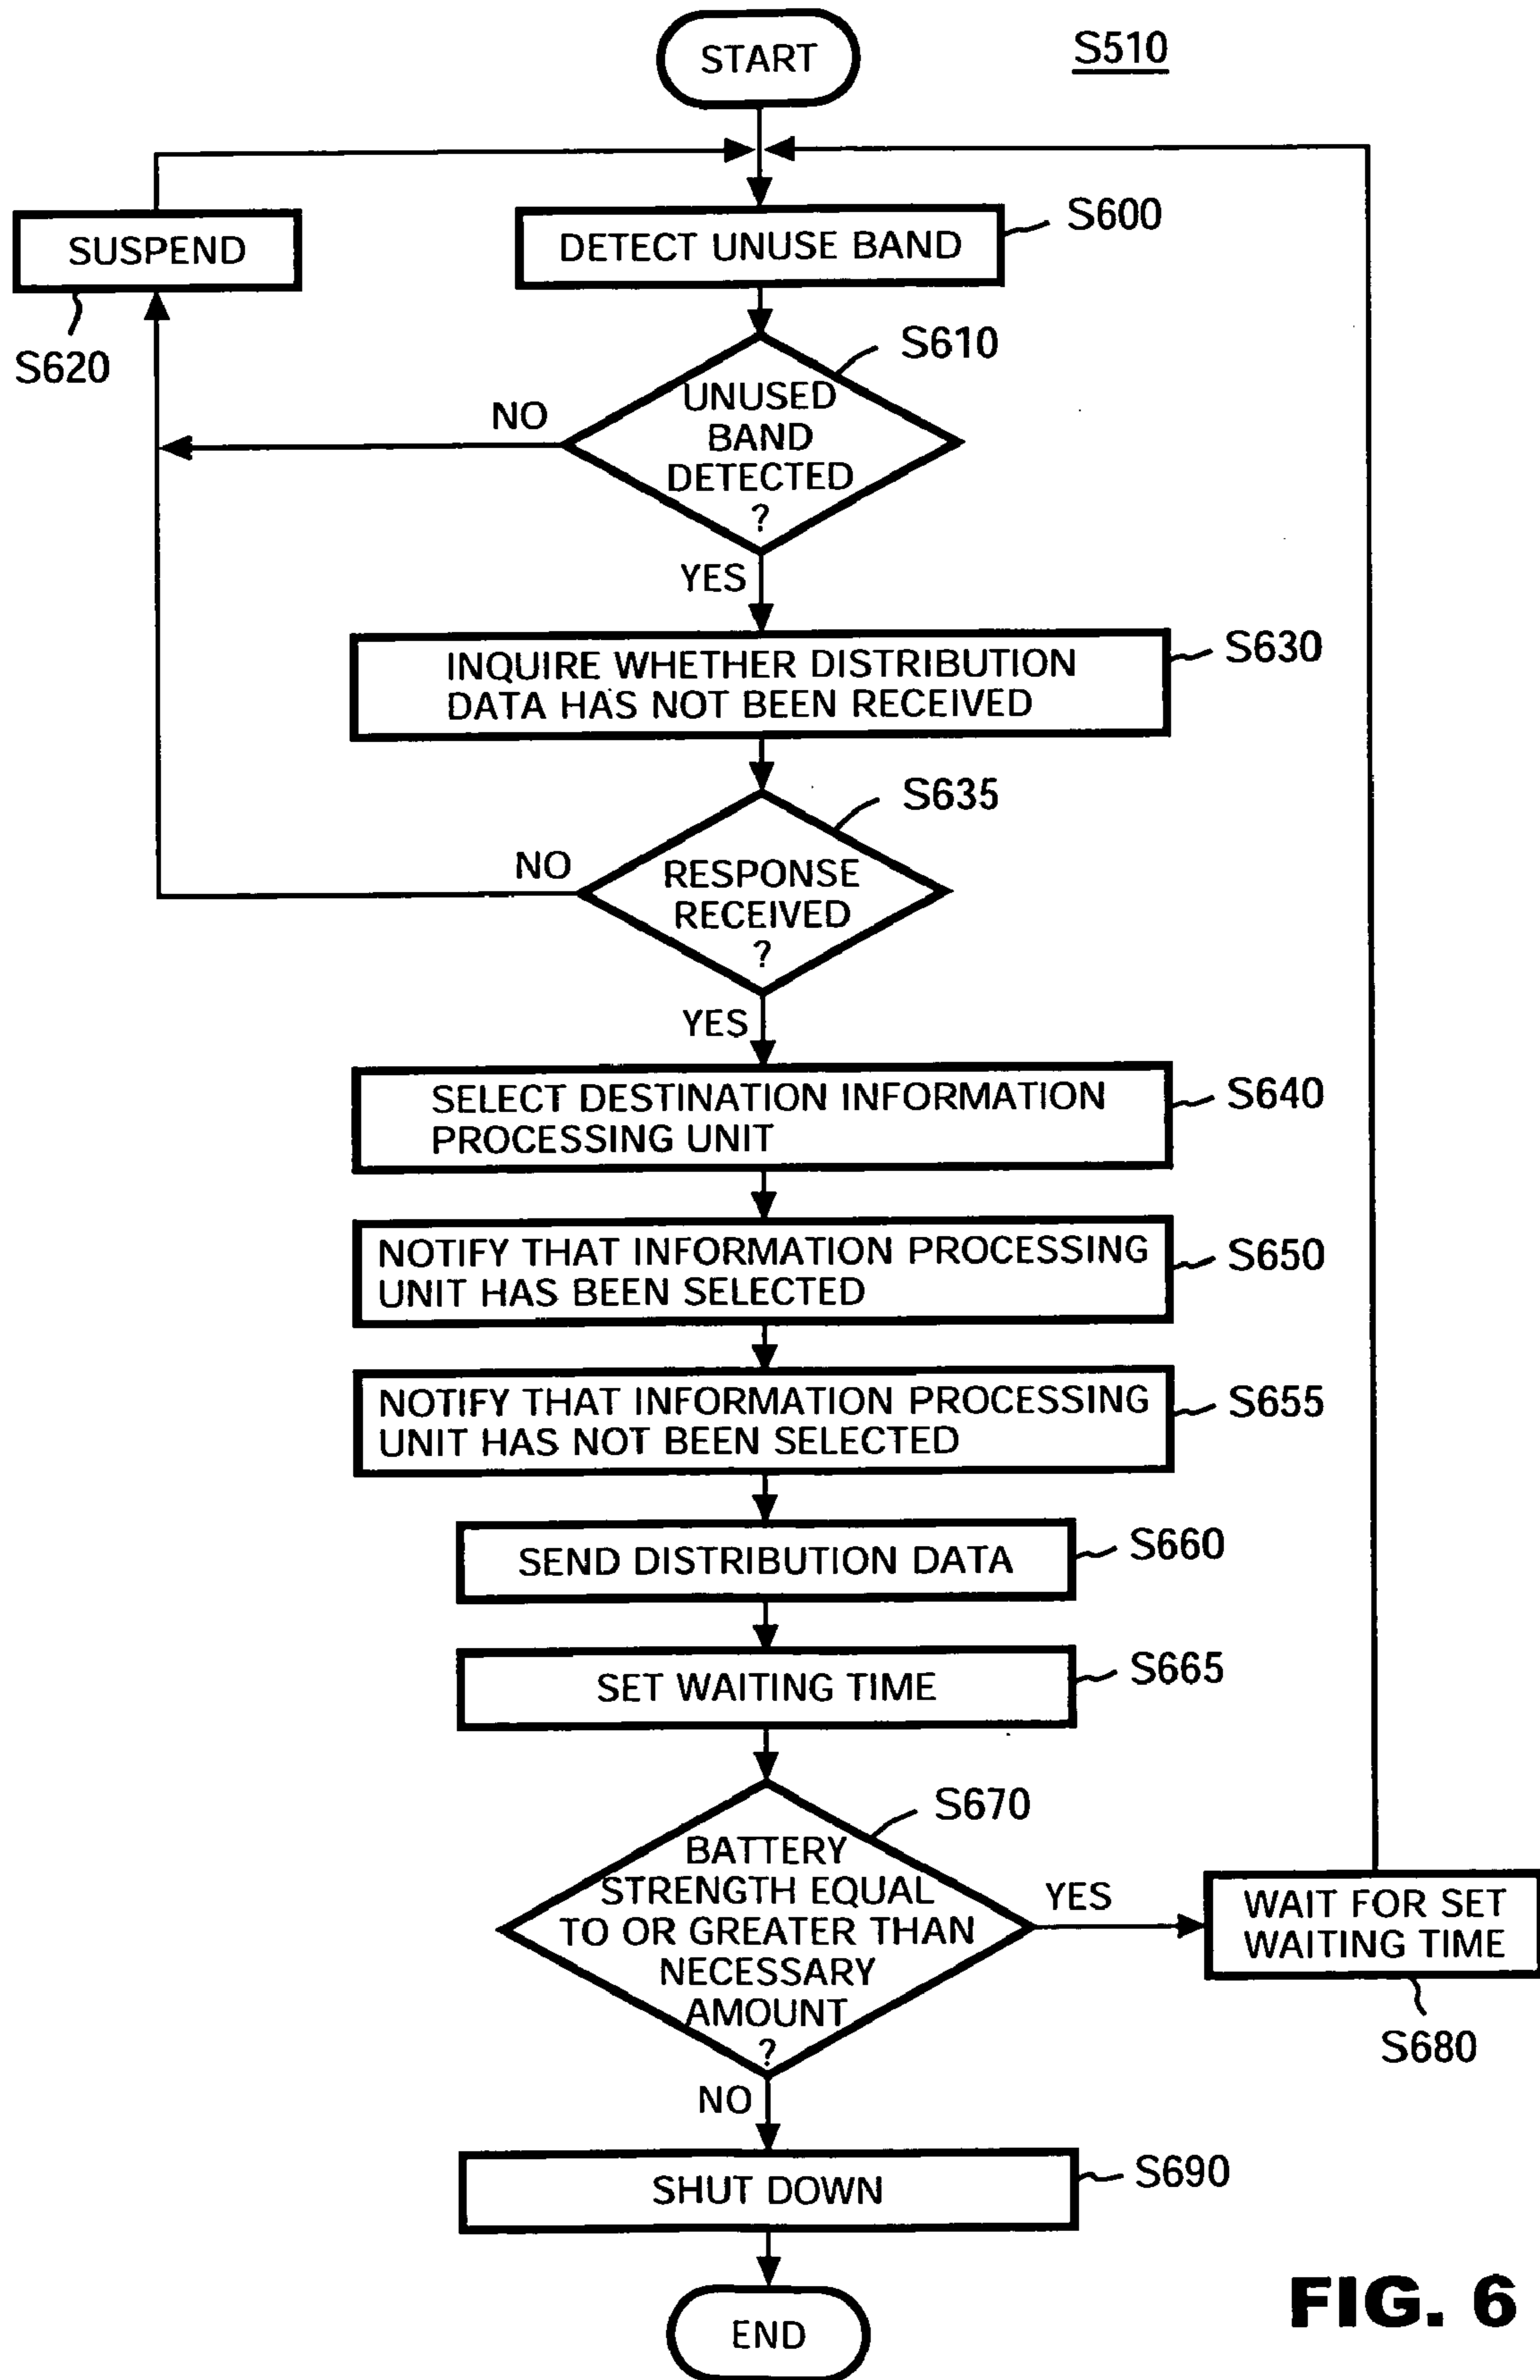 START
S510
SUSPEND
S620
DETECT UNUSE BAND
S600
S610
UNUSED
BAND
DETECTED
?
NO
YES
INQUIRE WHETHER DISTRIBUTION
DATA HAS NOT BEEN RECEIVED
S630
S635
RESPONSE
RECEIVED
?
NO
YES
SELECT DESTINATION INFORMATION
PROCESSING UNIT
S640
NOTIFY THAT INFORMATION PROCESSING
UNIT HAS BEEN SELECTED
S650
NOTIFY THAT INFORMATION PROCESSING
UNIT HAS NOT BEEN SELECTED
S655
SEND DISTRIBUTION DATA
S660
SET WAITING TIME
S665
S670
BATTERY
STRENGTH EQUAL
TO OR GREATER THAN
NECESSARY
AMOUNT
?
YES
WAIT FOR SET
WAITING TIME
S680
NO
SHUT DOWN
S690
END
FIG. 6